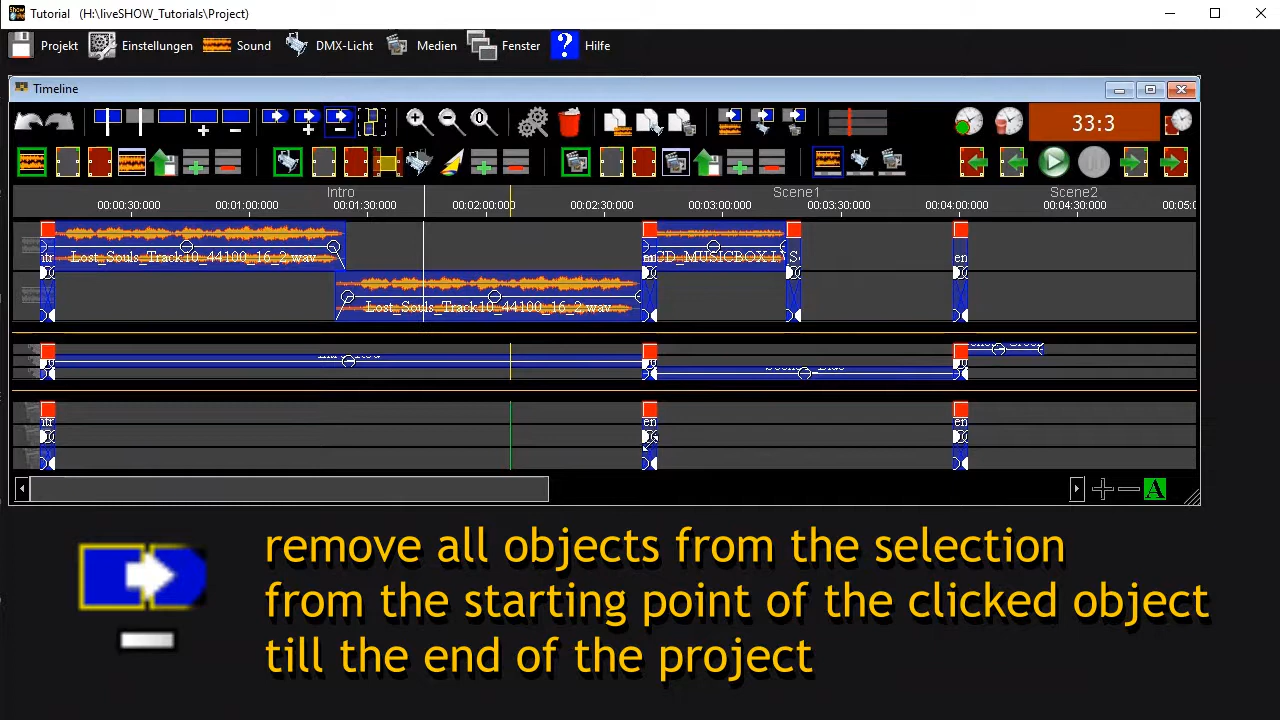 Tutorial (H:\liveSHOW_Tutorials\Project)
Projekt Einstellungen Sound DMX-Licht Medien Fenster Hilfe
Timeline
33:3
Intro Scene1 Scene2
00:00:30:000 00:01:00:000 00:01:30:000 00:02:00:000 00:02:30:000 00:03:00:000 00:03:30:000 00:04:00:000 00:04:30:000 00:05:0
Lost_Souls_Track10_44100_16_2.wav
Lost_Souls_Track10_44100_16_2.wav
A
remove all objects from the selection
from the starting point of the clicked object
till the end of the project